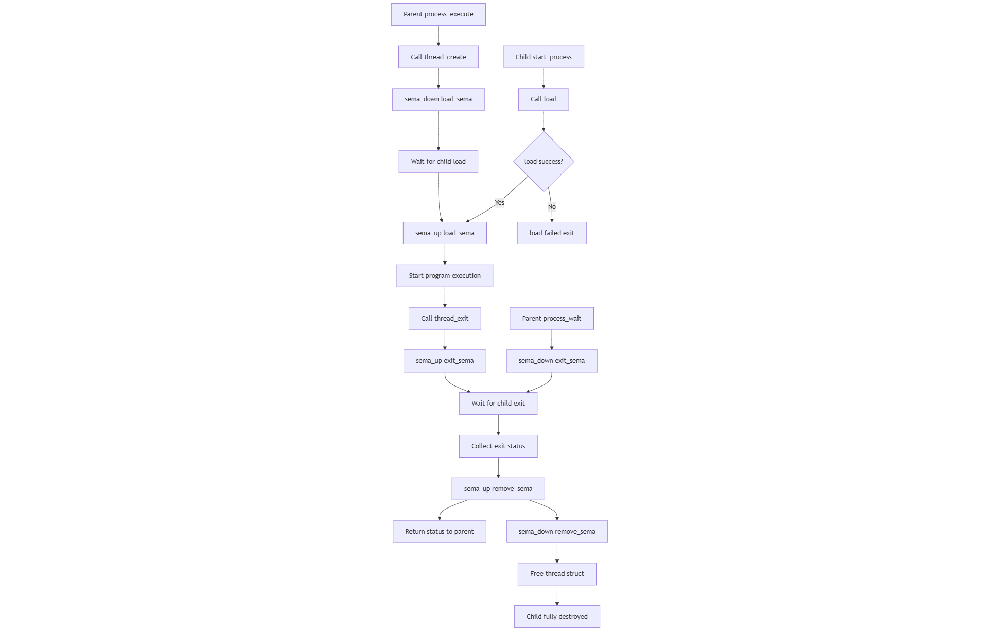 Parent process_execute
Call thread_create
Child start_process
sema_down load_sema
Call load
Wait for child load
load success?
Yes
No
sema_up load_sema
load failed exit
Start program execution
Call thread_exit
Parent process_wait
sema_up exit_sema
sema_down exit_sema
Wait for child exit
Collect exit status
sema_up remove_sema
Return status to parent
sema_down remove_sema
Free thread struct
Child fully destroyed